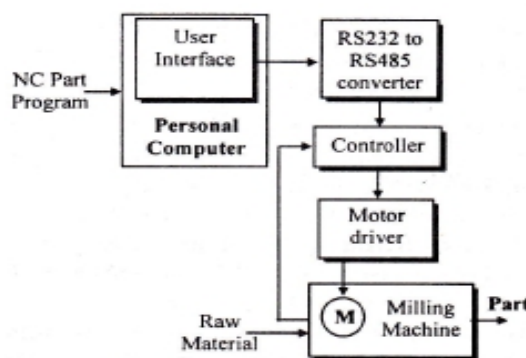 User
Interface
NC Part
Program
Personal
Computer
RS232 to
RS485
converter
Controller
Motor
driver
M
Milling
Machine
Part
Raw
Material